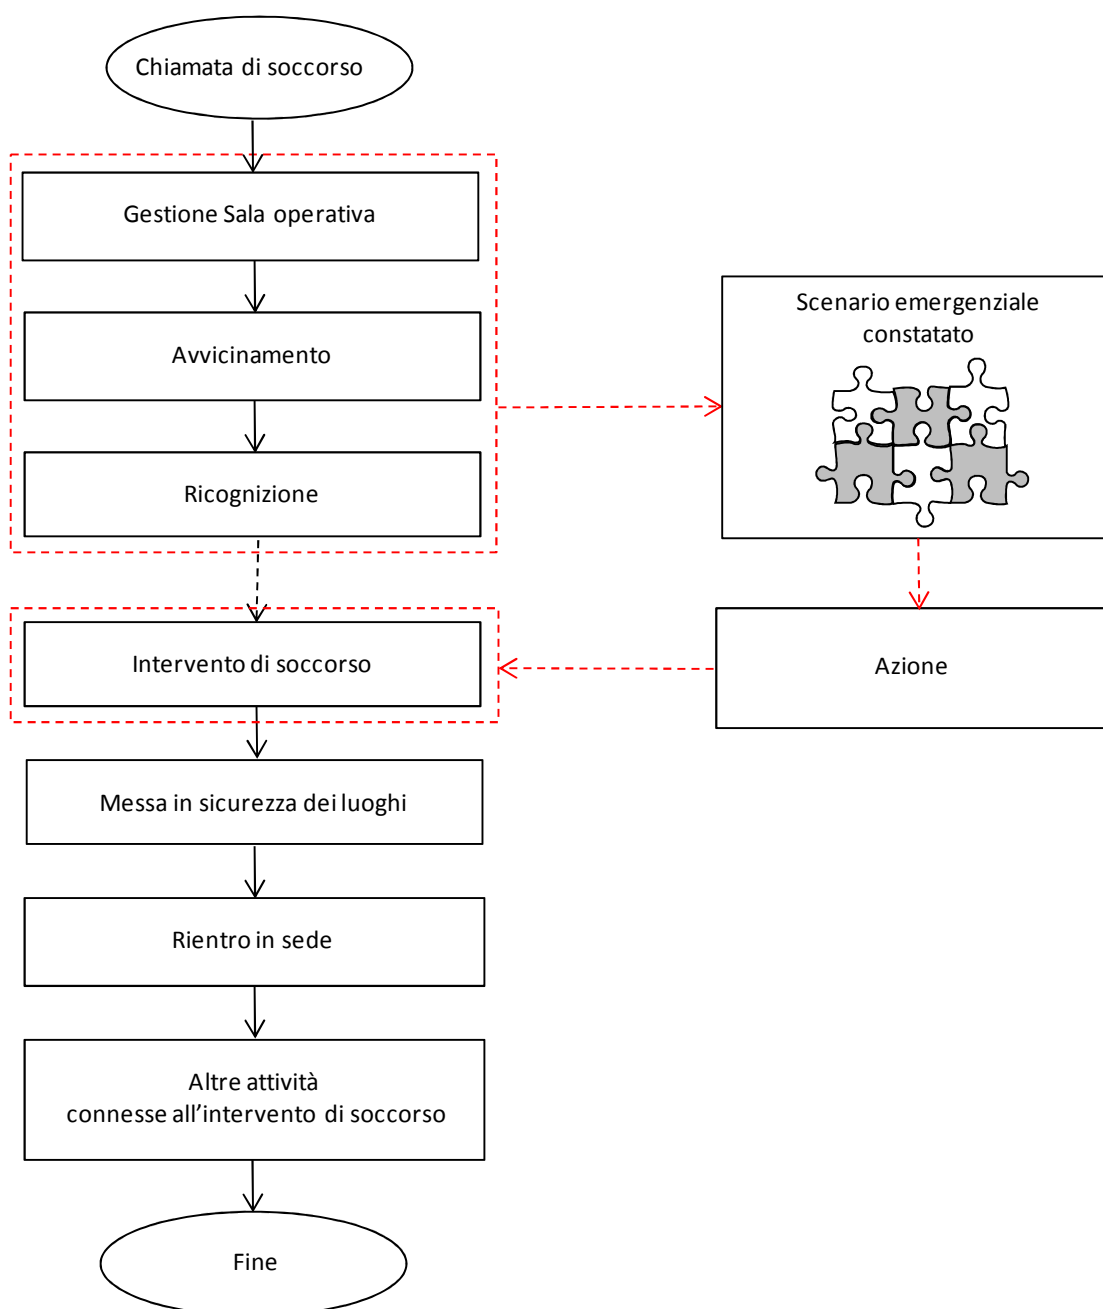 Chiamata di soccorso
Gestione Sala operativa
Avvicinamento
Ricognizione
Scenario emergenziale
constatato
Azione
Intervento di soccorso
Messa in sicurezza dei luoghi
Rientro in sede
Altre attività
connesse all’intervento di soccorso
Fine